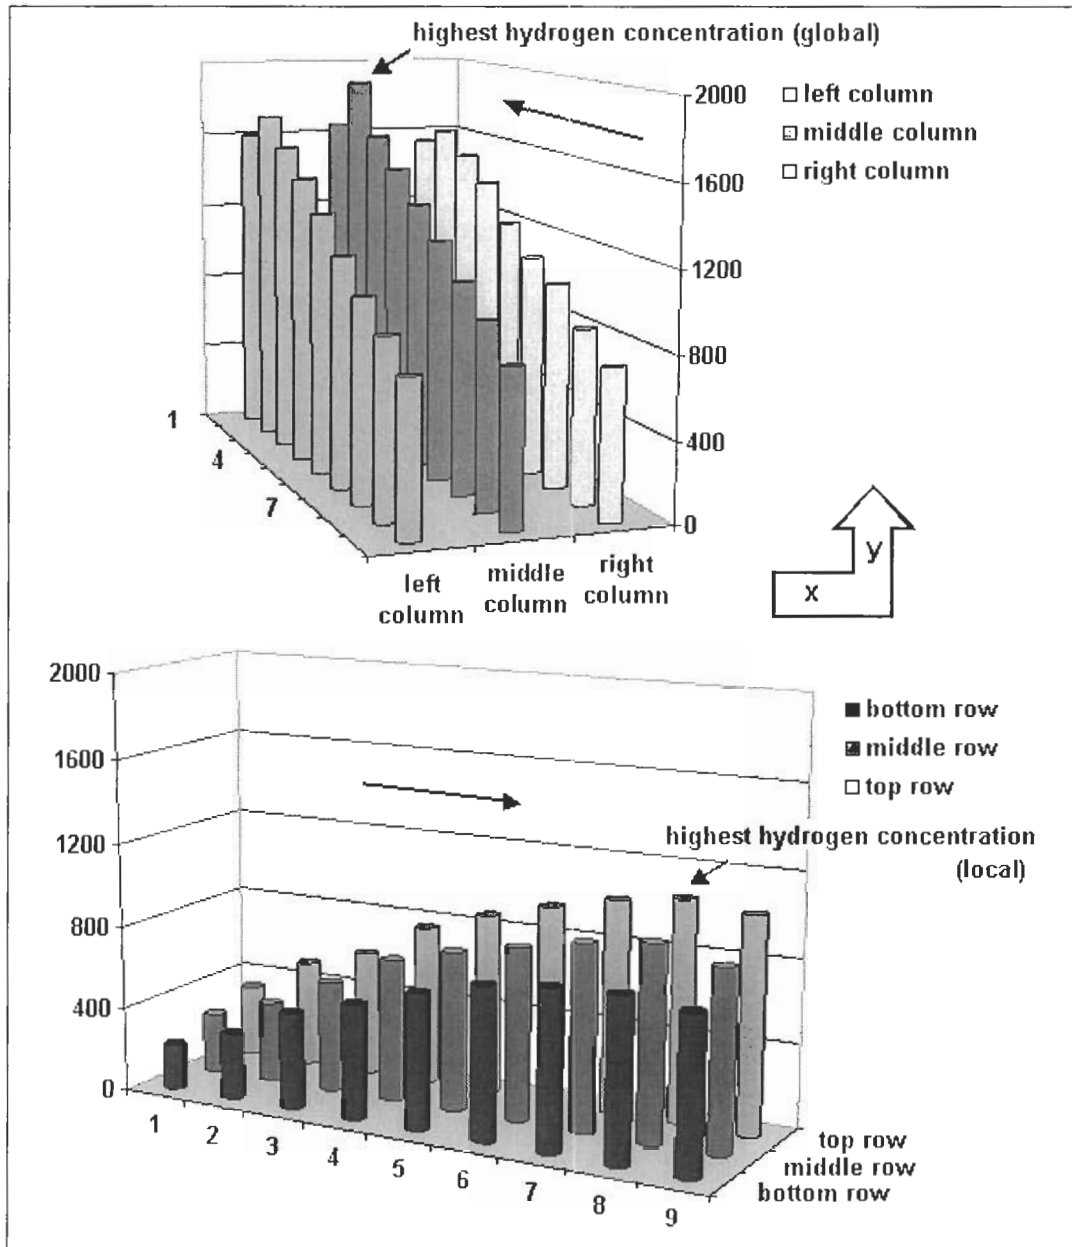 highest hydrogen concentration (global)
2000
1600
1200
800
400
0
left column
middle column
right column
1
4
7
left
column
middle
column
right
column
y
x
2000
1600
1200
800
400
0
bottom row
middle row
top row
highest hydrogen concentration
(local)
1
2
3
4
5
6
7
8
9
top row
middle row
bottom row